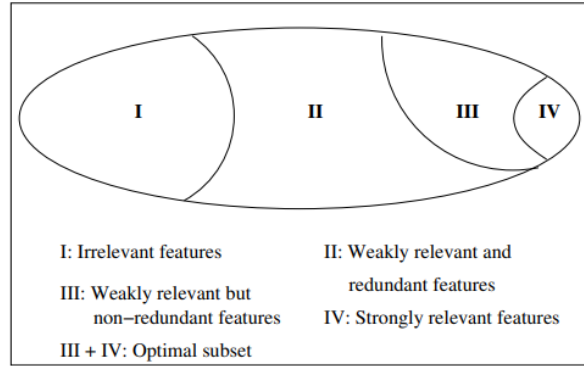 I
II
III
IV
I: Irrelevant features
II: Weakly relevant and
redundant features
III: Weakly relevant but
non−redundant features
IV: Strongly relevant features
III + IV: Optimal subset